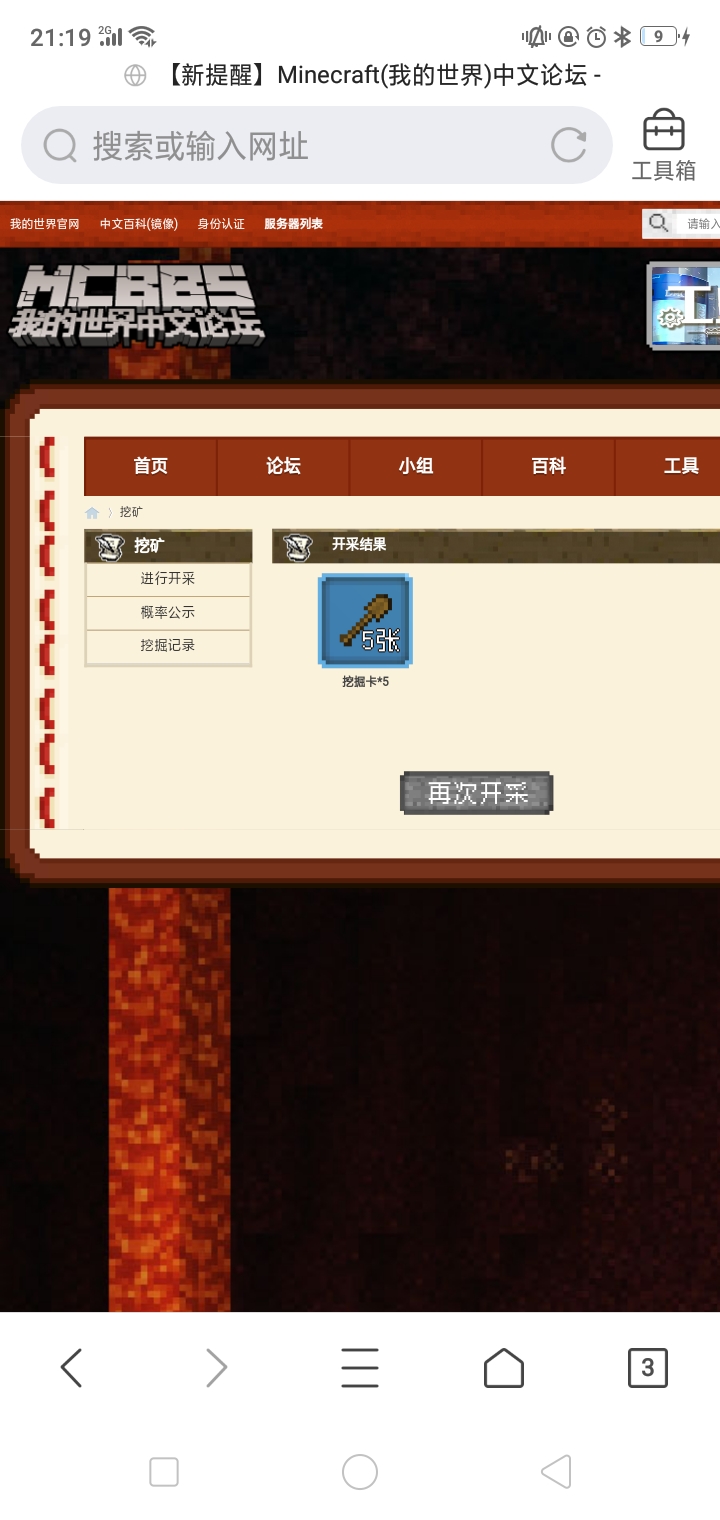 21:19 2G 9
【新提醒】Minecraft(我的世界)中文论坛 -
搜索或输入网址
工具箱
我的世界官网 中文百科(镜像) 身份认证 服务器列表 请输入
MCBBS
我的世界中文论坛
首页 论坛 小组 百科 工具
〉挖矿
挖矿
开采结果
进行开采
概率公示
挖掘记录
5张
挖掘卡*5
再次开采
3